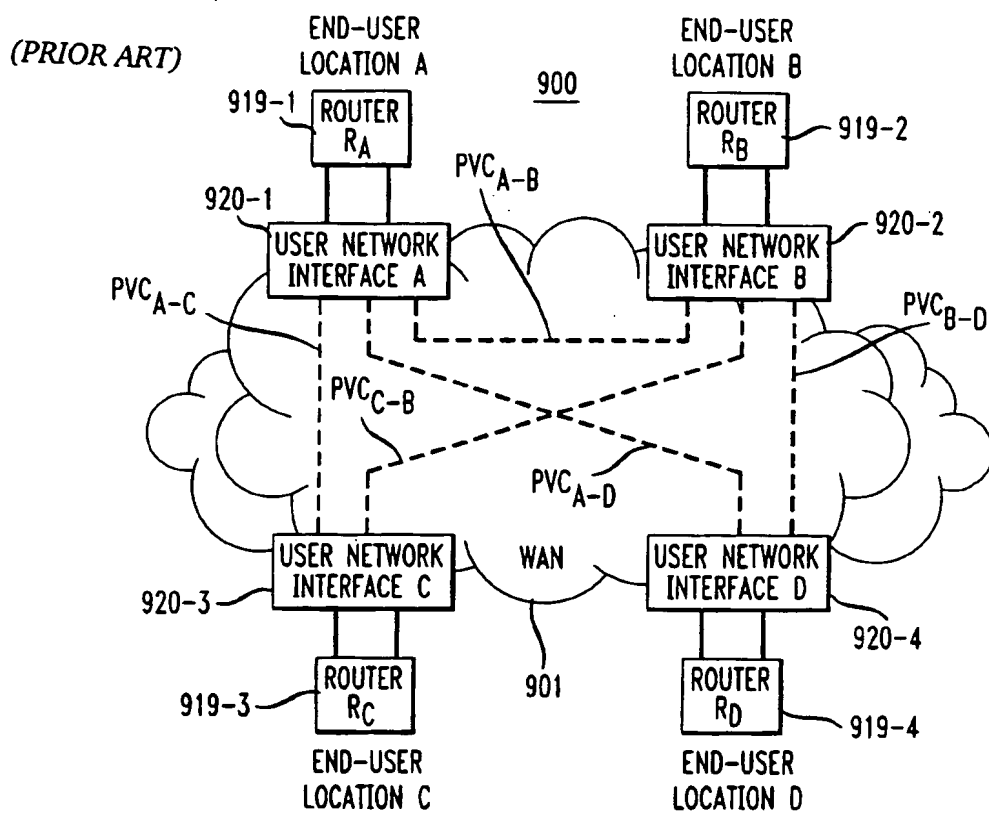 (PRIOR ART)
END-USER
LOCATION A
END-USER
LOCATION B
900
919-1
ROUTER
RA
ROUTER
RB
919-2
PVCA-B
920-1
USER NETWORK
INTERFACE A
USER NETWORK
INTERFACE B
920-2
PVCA-C
PVCB-D
PVCC-B
PVCA-D
USER NETWORK
INTERFACE C
WAN
USER NETWORK
INTERFACE D
920-3
920-4
901
919-3
ROUTER
RC
ROUTER
RD
919-4
END-USER
LOCATION C
END-USER
LOCATION D